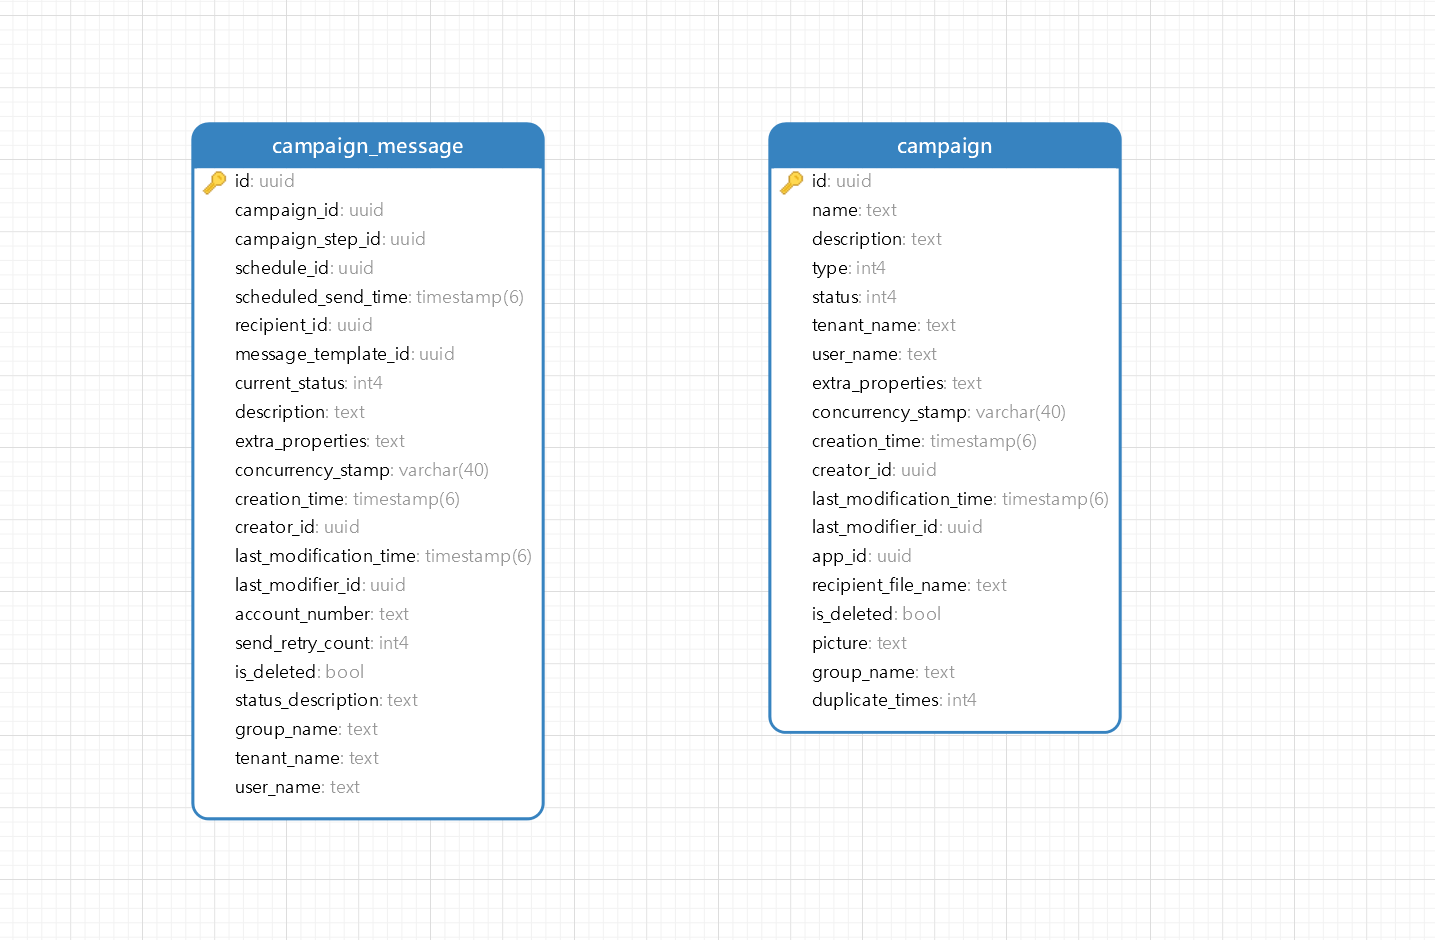 campaign_message
id: uuid
campaign_id: uuid
campaign_step_id: uuid
schedule_id: uuid
scheduled_send_time: timestamp(6)
recipient_id: uuid
message_template_id: uuid
current_status: int4
description: text
extra_properties: text
concurrency_stamp: varchar(40)
creation_time: timestamp(6)
creator_id: uuid
last_modification_time: timestamp(6)
last_modifier_id: uuid
account_number: text
send_retry_count: int4
is_deleted: bool
status_description: text
group_name: text
tenant_name: text
user_name: text
campaign
id: uuid
name: text
description: text
type: int4
status: int4
tenant_name: text
user_name: text
extra_properties: text
concurrency_stamp: varchar(40)
creation_time: timestamp(6)
creator_id: uuid
last_modification_time: timestamp(6)
last_modifier_id: uuid
app_id: uuid
recipient_file_name: text
is_deleted: bool
picture: text
group_name: text
duplicate_times: int4